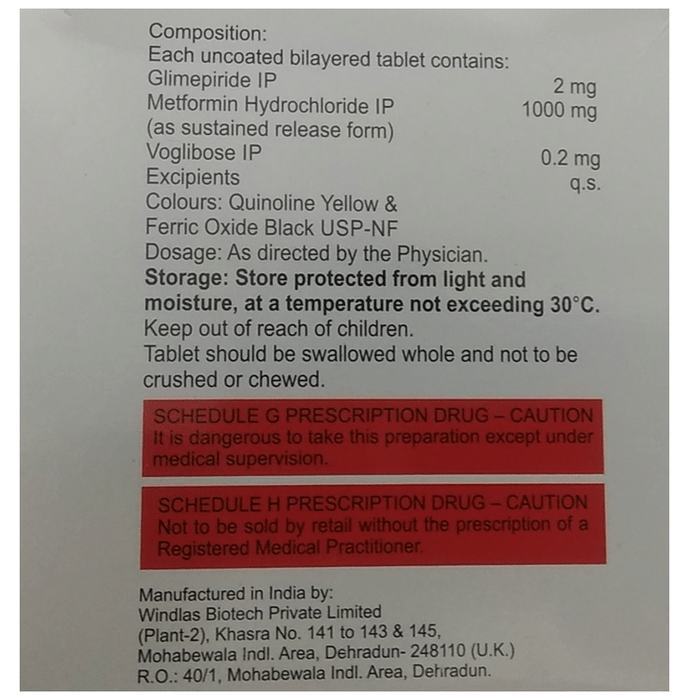 Composition:
Each uncoated bilayered tablet contains:
Glimepiride IP 2 mg
Metformin Hydrochloride IP 1000 mg
(as sustained release form)
Voglibose IP 0.2 mg
Excipients q.s.
Colours: Quinoline Yellow &
Ferric Oxide Black USP-NF
Dosage: As directed by the Physician.
Storage: Store protected from light and
moisture, at a temperature not exceeding 30°C.
Keep out of reach of children.
Tablet should be swallowed whole and not to be
crushed or chewed.
SCHEDULE G PRESCRIPTION DRUG – CAUTION
It is dangerous to take this preparation except under
medical supervision.
SCHEDULE H PRESCRIPTION DRUG – CAUTION
Not to be sold by retail without the prescription of a
Registered Medical Practitioner.
Manufactured in India by:
Windlas Biotech Private Limited
(Plant-2), Khasra No. 141 to 143 & 145,
Mohabewala Indl. Area, Dehradun- 248110 (U.K.)
R.O.: 40/1, Mohabewala Indl. Area, Dehradun.